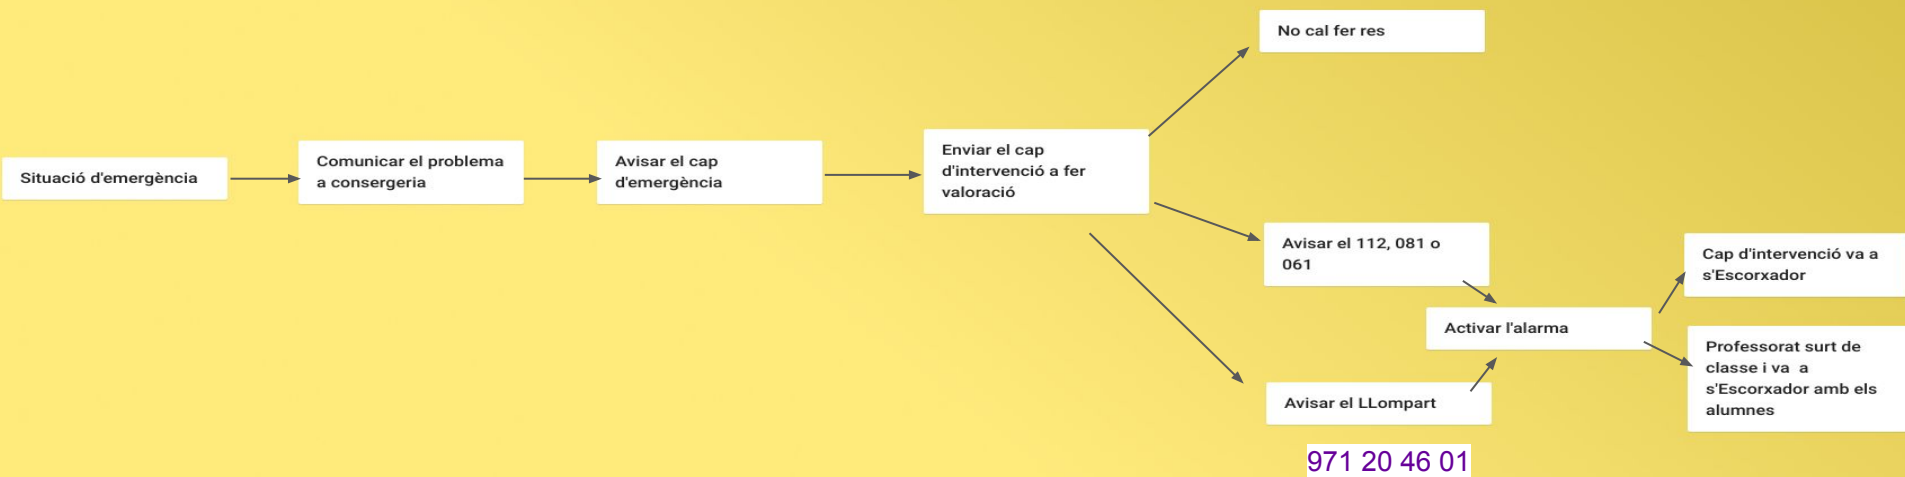 Situació d'emergència
Comunicar el problema
a consergeria
Avisar el cap
d'emergència
Enviar el cap
d'intervenció a fer
valoració
No cal fer res
Avisar el 112, 081 o
061
Avisar el LLompart
971 20 46 01
Activar l'alarma
Cap d'intervenció va a
s'Escorxador
Professorat surt de
classe i va  a
s'Escorxador amb els
alumnes